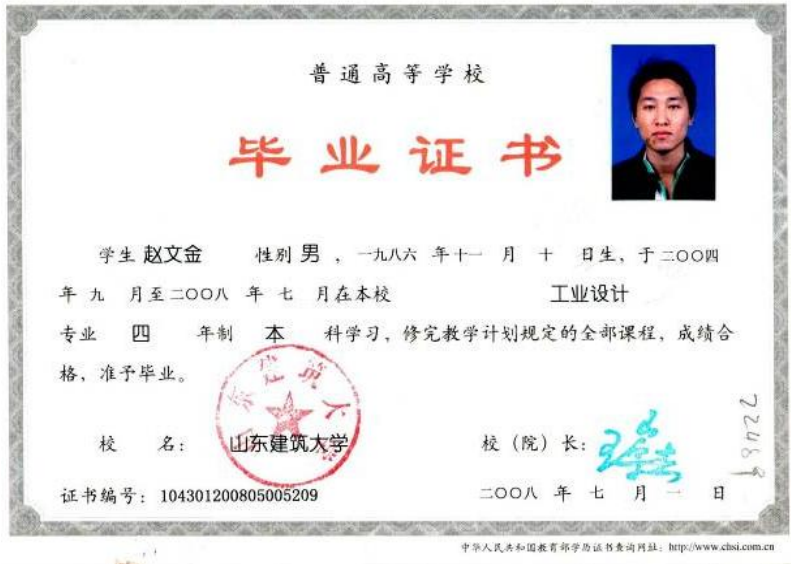 普通高等学校
毕业证书
学生 赵文金 性别 男 ，一九八六 年十一 月 十 日生，于二〇〇四
年 九 月至二〇〇八 年 七 月在本校 工业设计
专业 四 年制 本 科学习，修完教学计划规定的全部课程，成绩合
格，准予毕业。
山东建筑大学
校 名： 山东建筑大学 校（院）长：
证书编号：104301200805005209 二〇〇八 年 七 月 一 日
中华人民共和国教育部学历证书查询网址：http://www.chsi.com.cn